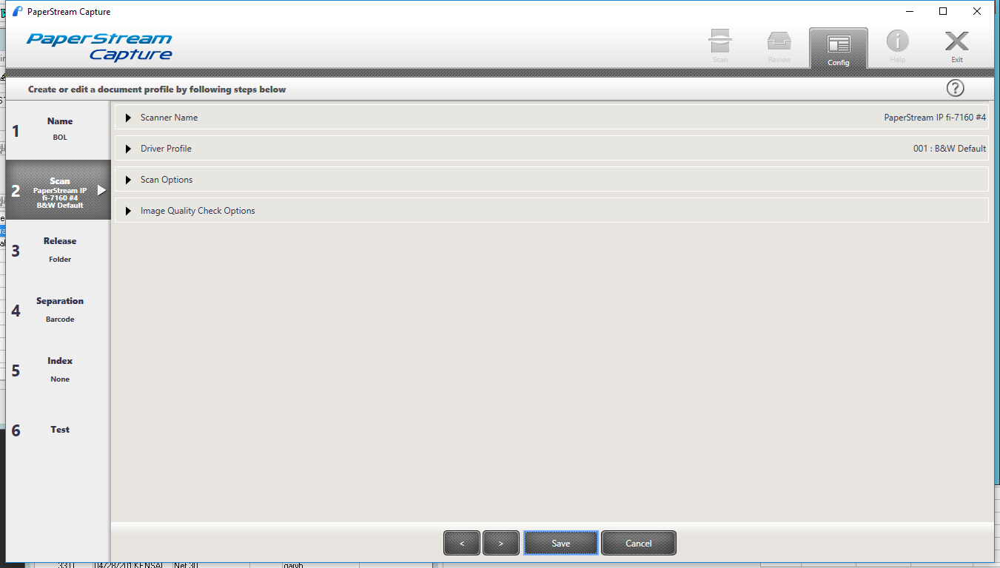 PaperStream Capture
PaperStream
Capture
Scan
Review
Config
Help
Exit
Create or edit a document profile by following steps below
?
1
Name
BOL
2
Scan
PaperStream IP
fi-7160 #4
B&W Default
3
Release
Folder
4
Separation
Barcode
5
Index
None
6
Test
Scanner Name
PaperStream IP fi-7160 #4
Driver Profile
001 : B&W Default
Scan Options
Image Quality Check Options
<
>
Save
Cancel